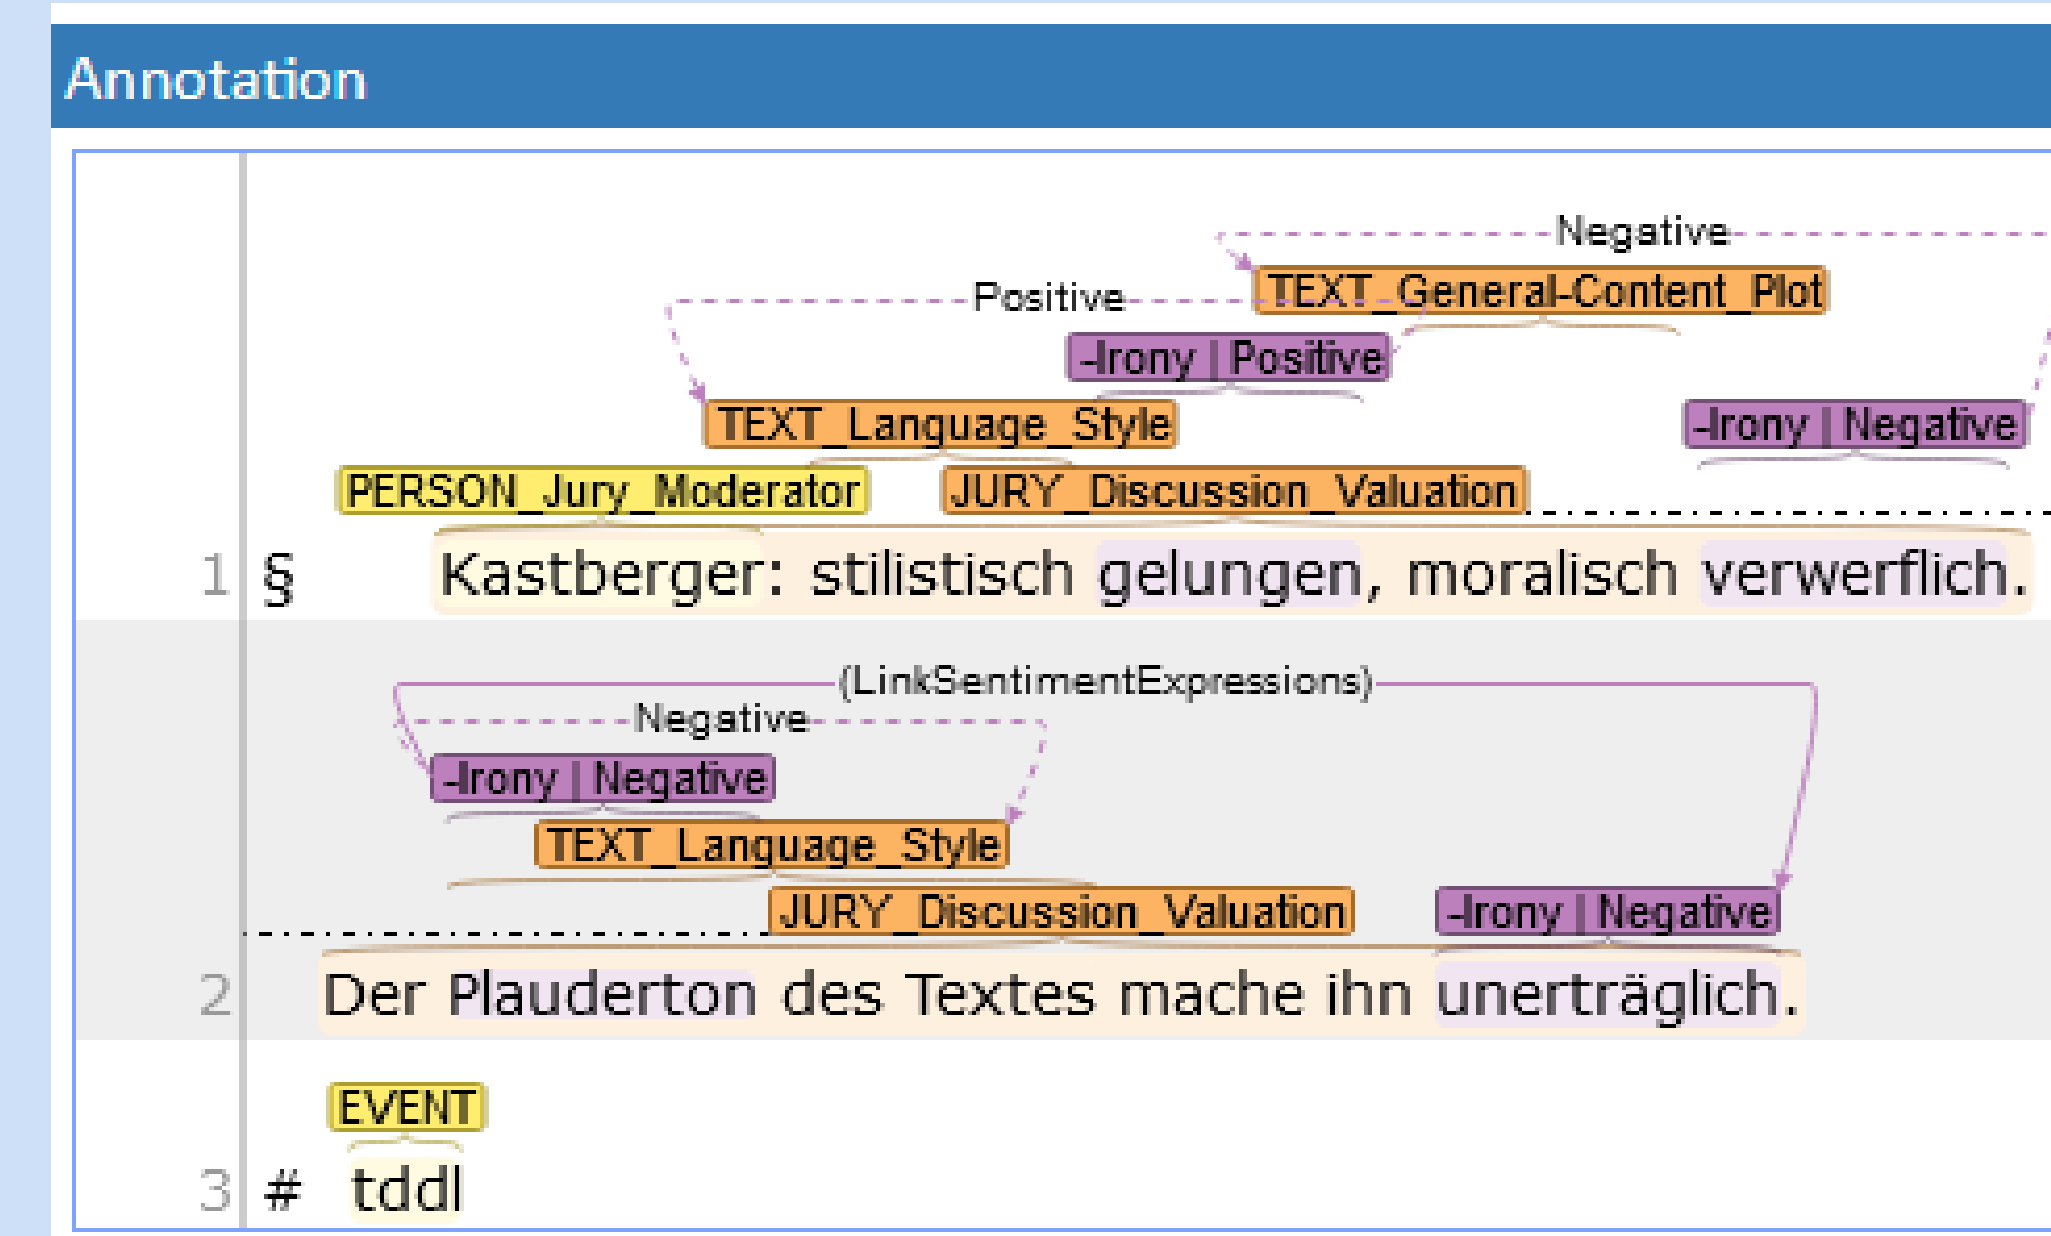 Annotation
Negative
TEXT_General-Content_Plot
Positive
-Irony | Positive
TEXT_Language_Style
-Irony | Negative
PERSON_Jury_Moderator JURY_Discussion_Valuation
1 § Kastberger: stilistisch gelungen, moralisch verwerflich.
(LinkSentimentExpressions)
Negative
-Irony | Negative
TEXT_Language_Style
JURY_Discussion_Valuation -Irony | Negative
2 Der Plauderton des Textes mache ihn unerträglich.
EVENT
3 # tddl